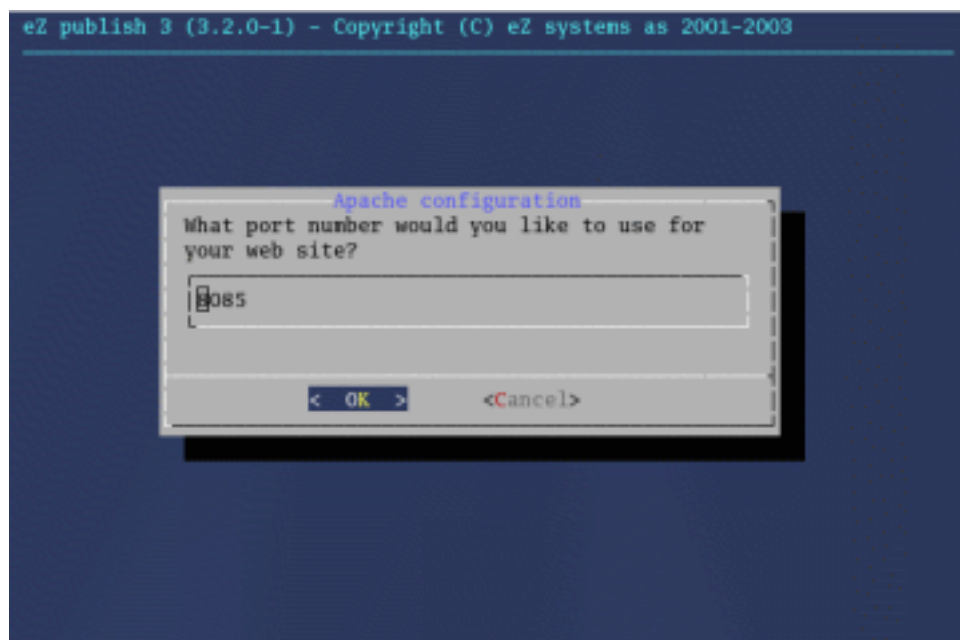 eZ publish 3 (3.2.0-1) - Copyright (C) eZ systems as 2001-2003
Apache configuration
What port number would you like to use for
your web site?
8085
< OK > <Cancel>